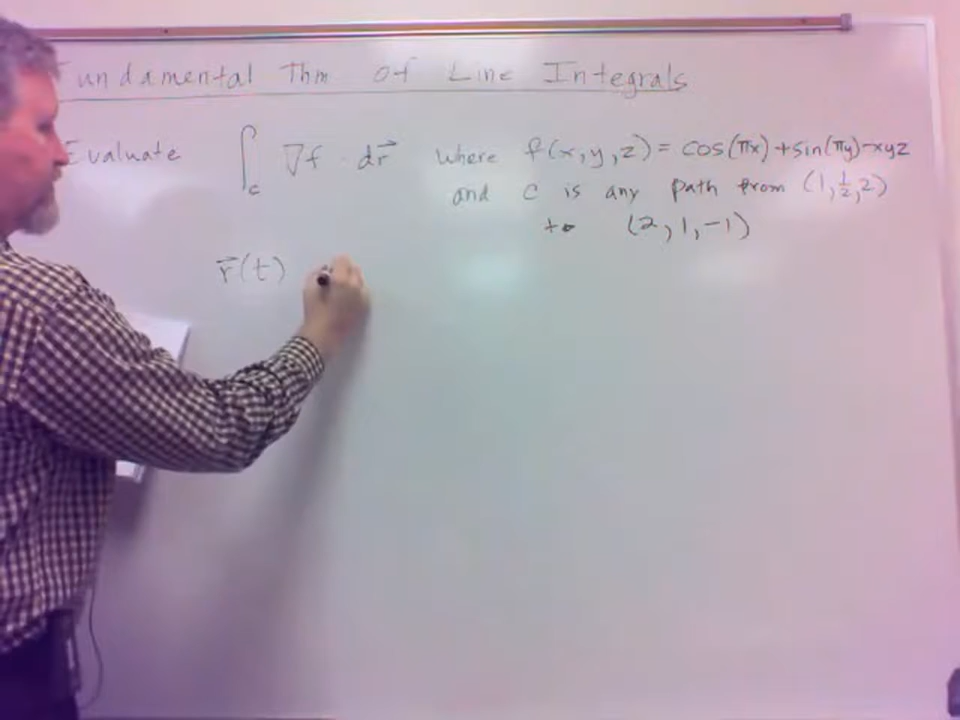 Fundamental Thm of Line Integrals
Evaluate ∫_C ∇f · dr⃗ where f(x,y,z) = cos(πx)+sin(πy)-xyz
and C is any path from (1,½,2)
to (2,1,-1)
r⃗(t)